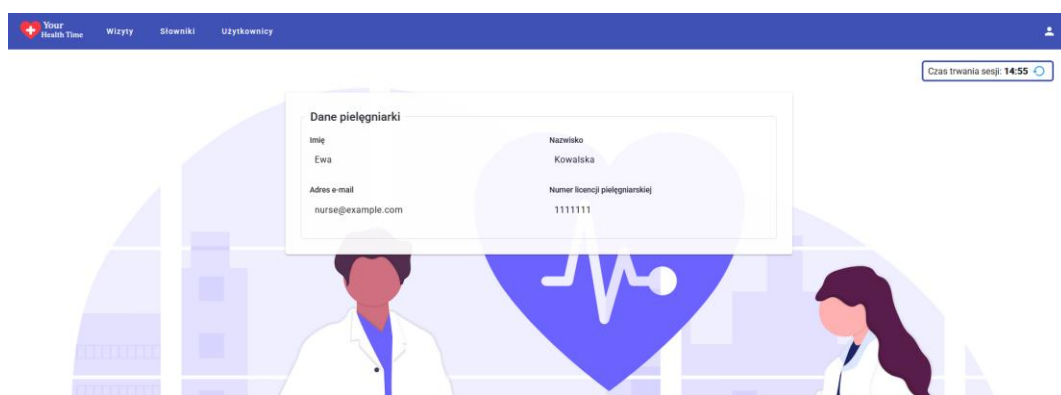 Your
Health Time
Wizyty Słowniki Użytkownicy
Czas trwania sesji: 14:55
Dane pielęgniarki
Imię Nazwisko
Ewa Kowalska
Adres e-mail Numer licencji pielęgniarskiej
nurse@example.com 1111111